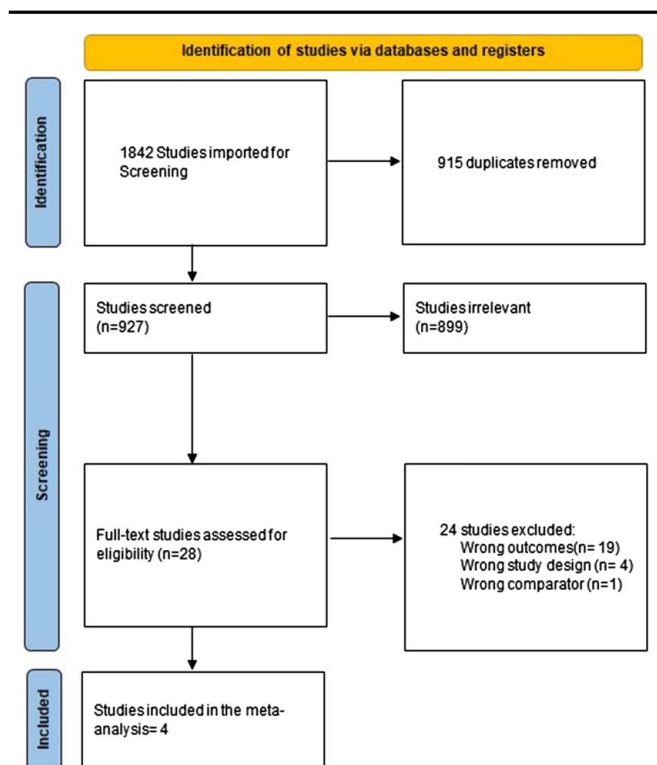 Identification of studies via databases and registers
Identification
1842 Studies imported for
Screening
915 duplicates removed
Screening
Studies screened
(n=927)
Studies irrelevant
(n=899)
Full-text studies assessed for
eligibility (n=28)
24 studies excluded:
Wrong outcomes(n= 19)
Wrong study design (n= 4)
Wrong comparator (n=1)
Included
Studies included in the meta-
analysis= 4